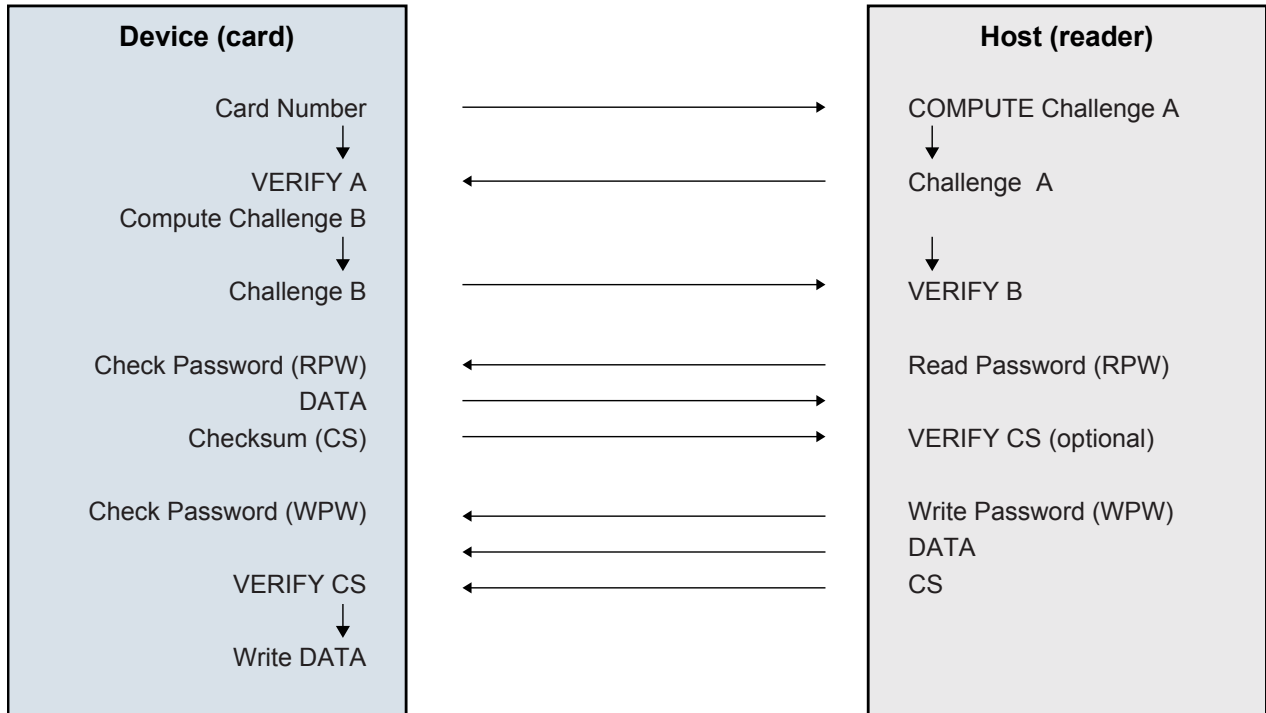 Device (card)
Host (reader)
Card Number
COMPUTE Challenge A
VERIFY A
Challenge A
Compute Challenge B
Challenge B
VERIFY B
Check Password (RPW)
Read Password (RPW)
DATA
Checksum (CS)
VERIFY CS (optional)
Check Password (WPW)
Write Password (WPW)
DATA
VERIFY CS
CS
Write DATA